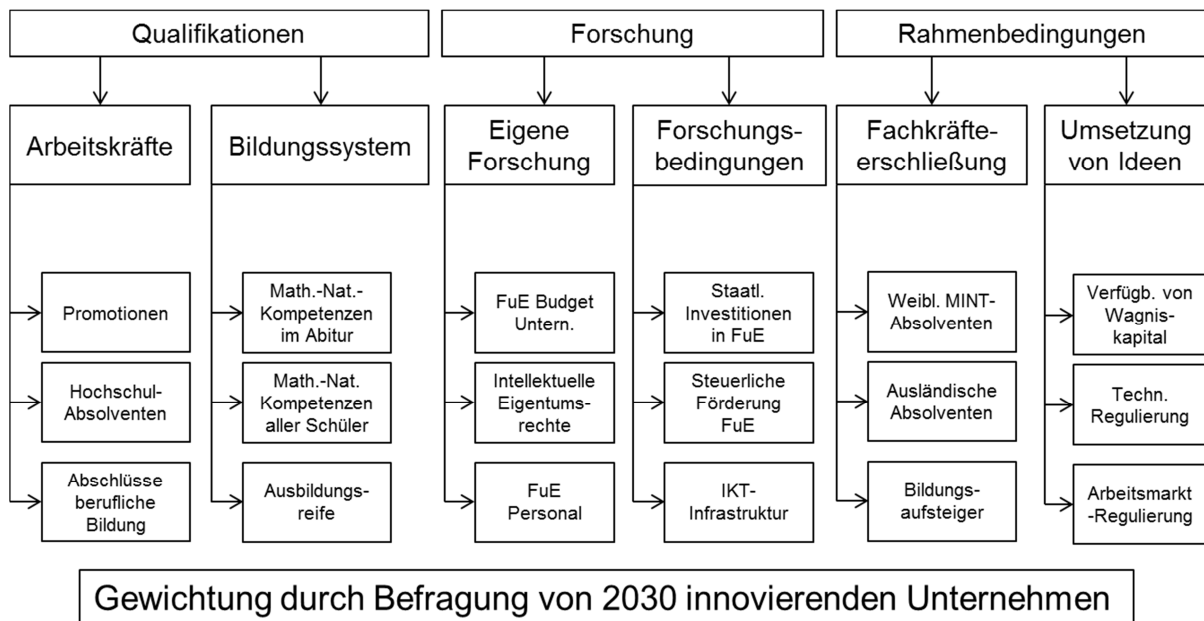 Qualifikationen
Forschung
Rahmenbedingungen
Arbeitskräfte
Bildungssystem
Eigene
Forschung
Forschungs-
bedingungen
Fachkräfte-
erschließung
Umsetzung
von Ideen
Promotionen
Math.-Nat.-
Kompetenzen
im Abitur
FuE Budget
Untern.
Staatl.
Investitionen
in FuE
Weibl. MINT-
Absolventen
Verfügb. von
Wagnis-
kapital
Hochschul-
Absolventen
Math.-Nat.
Kompetenzen
aller Schüler
Intellektuelle
Eigentums-
rechte
Steuerliche
Förderung
FuE
Ausländische
Absolventen
Techn.
Regulierung
Abschlüsse
berufliche
Bildung
Ausbildungs-
reife
FuE
Personal
IKT-
Infrastruktur
Bildungs-
aufsteiger
Arbeitsmarkt
-Regulierung
Gewichtung durch Befragung von 2030 innovierenden Unternehmen